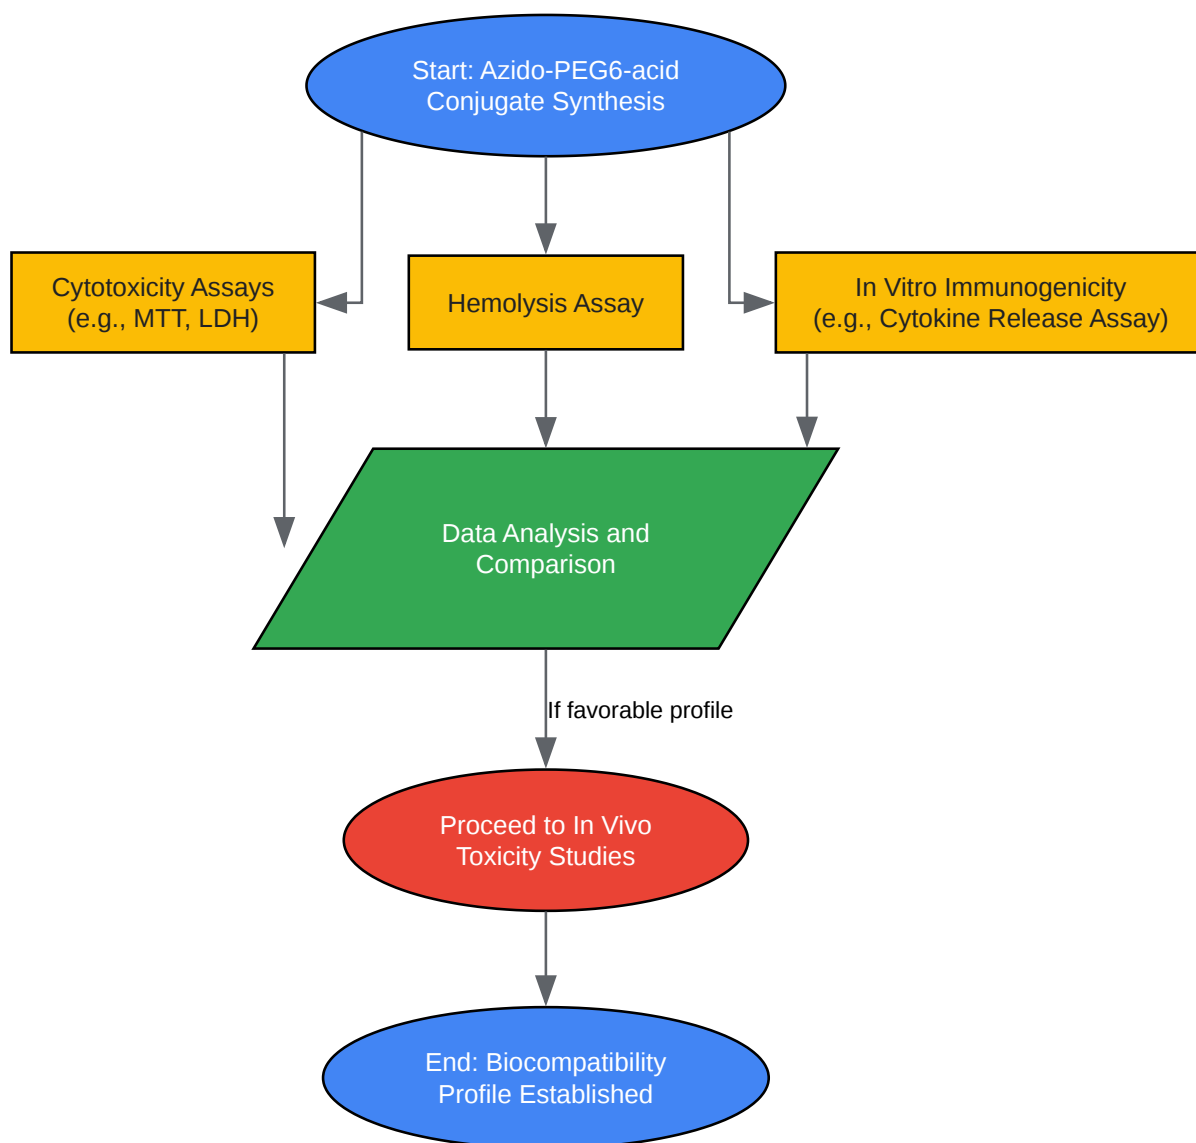 Start: Azido-PEG6-acid
Conjugate Synthesis
Cytotoxicity Assays
(e.g., MTT, LDH)
Hemolysis Assay
In Vitro Immunogenicity
(e.g., Cytokine Release Assay)
Data Analysis and
Comparison
If favorable profile
Proceed to In Vivo
Toxicity Studies
End: Biocompatibility
Profile Established